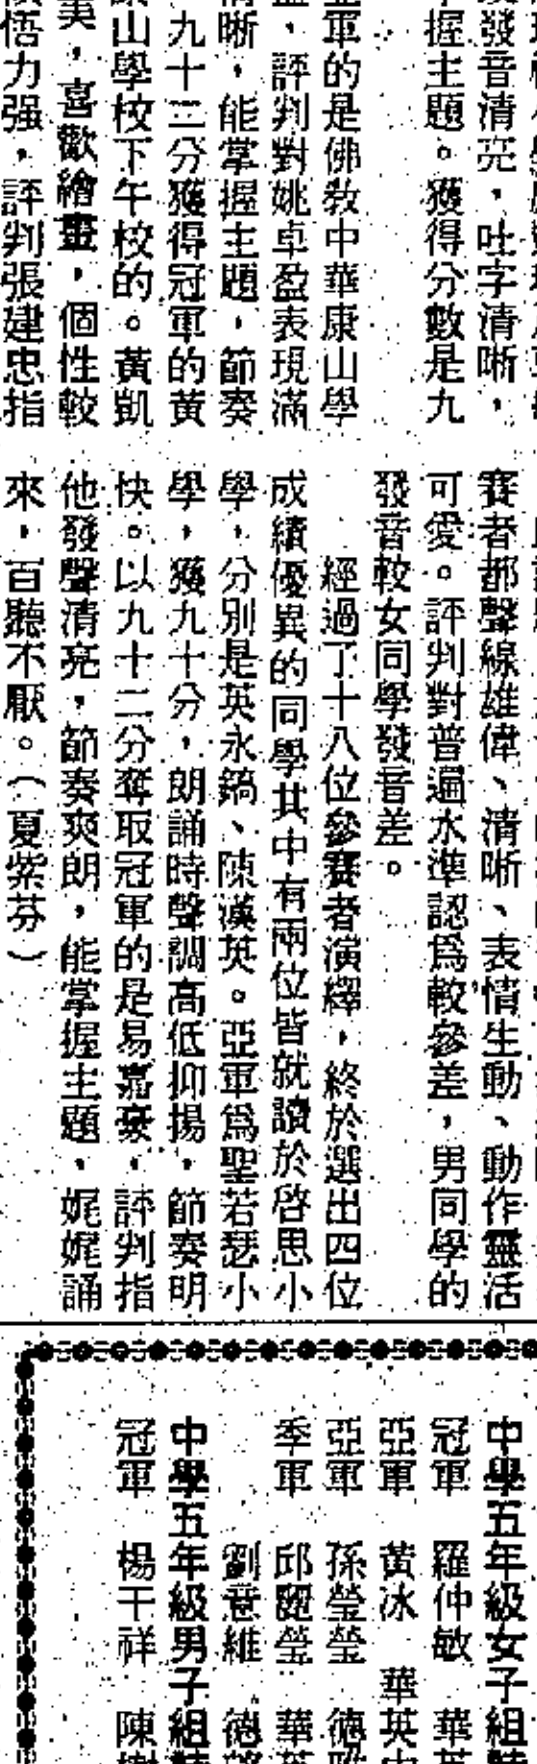 發音清亮，吐字清晰，
握主題。獲得分數是九
軍的是佛教中華康山學
，評判對姚卓盈表現滿
晰，能掌握主題，節奏
九十二分獲得冠軍的黃
山學校下午校的。黃凱
美，喜歡繪畫，個性較
悟力强，評判張建忠指
賽者都聲線雄偉、清晰、表情生動、動作靈活
可愛。評判對普遍水準認爲較參差，男同學的
發音較女同學發音差。
經過了十八位參賽者演繹，終於選出四位
成績優異的同學其中有兩位皆就讀於啓思小
學，分別是英永鏑、陳漢英。亞軍爲聖若瑟小
學，獲九十分，朗誦時聲調高低抑揚，節奏明
快。以九十二分奪取冠軍的是易嘉豪，評判指
他發聲清亮，節奏爽朗，能掌握主題，娓娓誦
來，百聽不厭。（夏紫芬）
中學五年級女子組
冠軍 羅仲敏 華
亞軍 黃冰 華英
亞軍 孫瑩瑩 德
季軍 邱 瑩 華
劉意維 德
中學五年級男子組
冠軍 楊干祥 陳